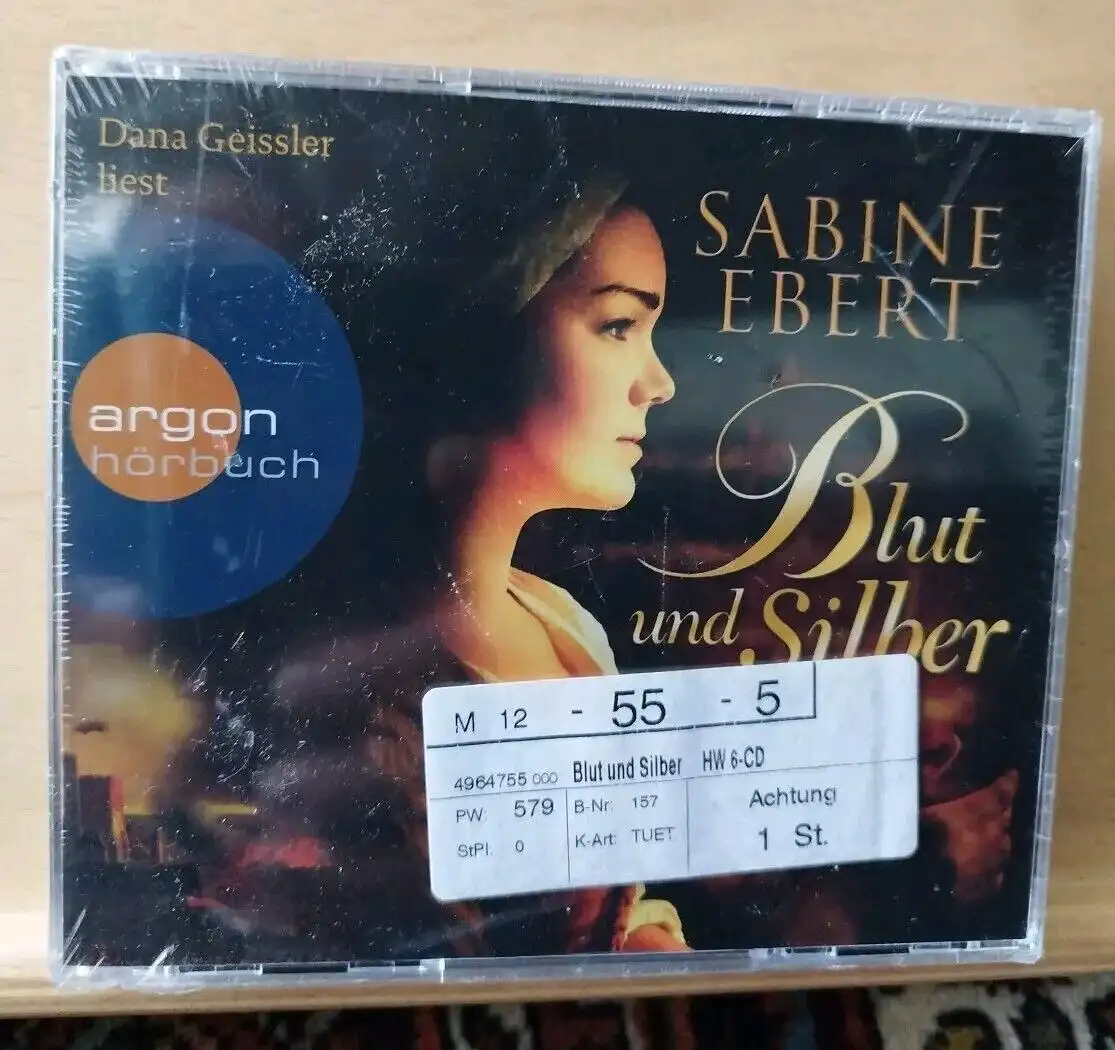 Dana Geissler
liest
argon
hörbuch
SABINE
EBERT
Blut
und Silber
M 12 - 55 - 5
4964755 000 Blut und Silber HW 6-CD
PW: 579 B-Nr: 157 Achtung
StPl. 0 K-Art: TUET 1 St.